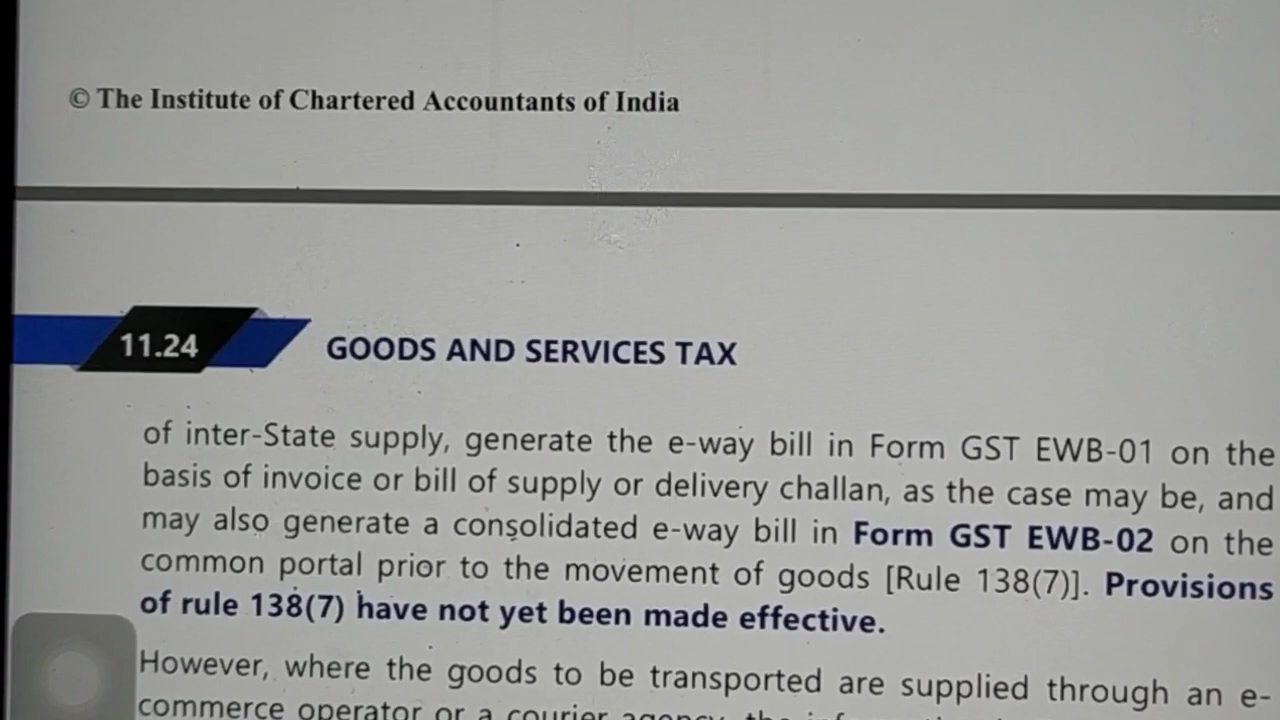 © The Institute of Chartered Accountants of India
11.24
GOODS AND SERVICES TAX
of inter-State supply, generate the e-way bill in Form GST EWB-01 on the
basis of invoice or bill of supply or delivery challan, as the case may be, and
may also generate a consolidated e-way bill in Form GST EWB-02 on the
common portal prior to the movement of goods [Rule 138(7)]. Provisions
of rule 138(7) have not yet been made effective.
However, where the goods to be transported are supplied through an e-
commerce operator or a courier agency, the